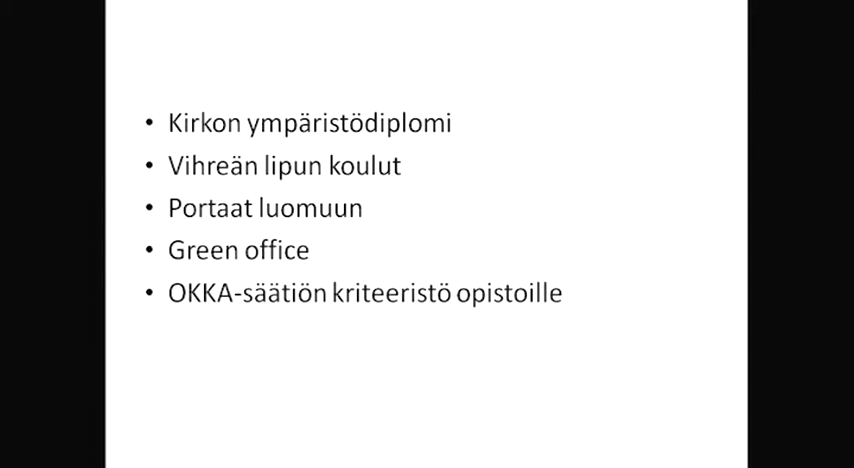 • Kirkon ympäristödiplomi
• Vihreän lipun koulut
• Portaat luomuun
• Green office
• OKKA-säätiön kriteeristö opistoille